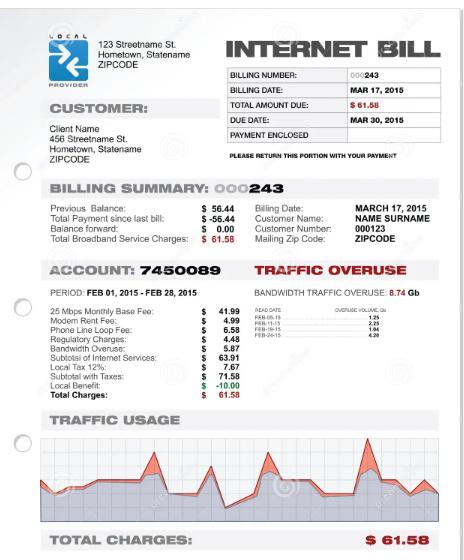 LOCAL
PROVIDER
123 Streetname St.
Hometown, Statename
ZIPCODE
INTERNET BILL
BILLING NUMBER: 000243
BILLING DATE: MAR 17, 2015
TOTAL AMOUNT DUE: $ 61.58
DUE DATE: MAR 30, 2015
PAYMENT ENCLOSED
PLEASE RETURN THIS PORTION WITH YOUR PAYMENT
CUSTOMER:
Client Name
456 Streetname St.
Hometown, Statename
ZIPCODE
BILLING SUMMARY: 000243
Previous Balance: $ 56.44
Total Payment since last bill: $ -56.44
Balance forward: $ 0.00
Total Broadband Service Charges: $ 61.58
Billing Date: MARCH 17, 2015
Customer Name: NAME SURNAME
Customer Number: 000123
Mailing Zip Code: ZIPCODE
ACCOUNT: 7450089
PERIOD: FEB 01, 2015 - FEB 28, 2015
25 Mbps Monthly Base Fee: $ 41.99
Modem Rent Fee: $ 4.99
Phone Line Loop Fee: $ 6.58
Regulatory Charges: $ 4.48
Bandwidth Overuse: $ 5.87
Subtotal of Internet Services: $ 63.91
Local Tax 12%: $ 7.67
Subtotal with Taxes: $ 71.58
Local Benefit: $ -10.00
Total Charges: $ 61.58
TRAFFIC OVERUSE
BANDWIDTH TRAFFIC OVERUSE: 8.74 Gb
READ DATE OVERUSE VOLUME, Gb
FEB-05-15 1.25
FEB-11-15 2.25
FEB-19-15 1.04
FEB-24-15 4.20
TRAFFIC USAGE
TOTAL CHARGES: $ 61.58